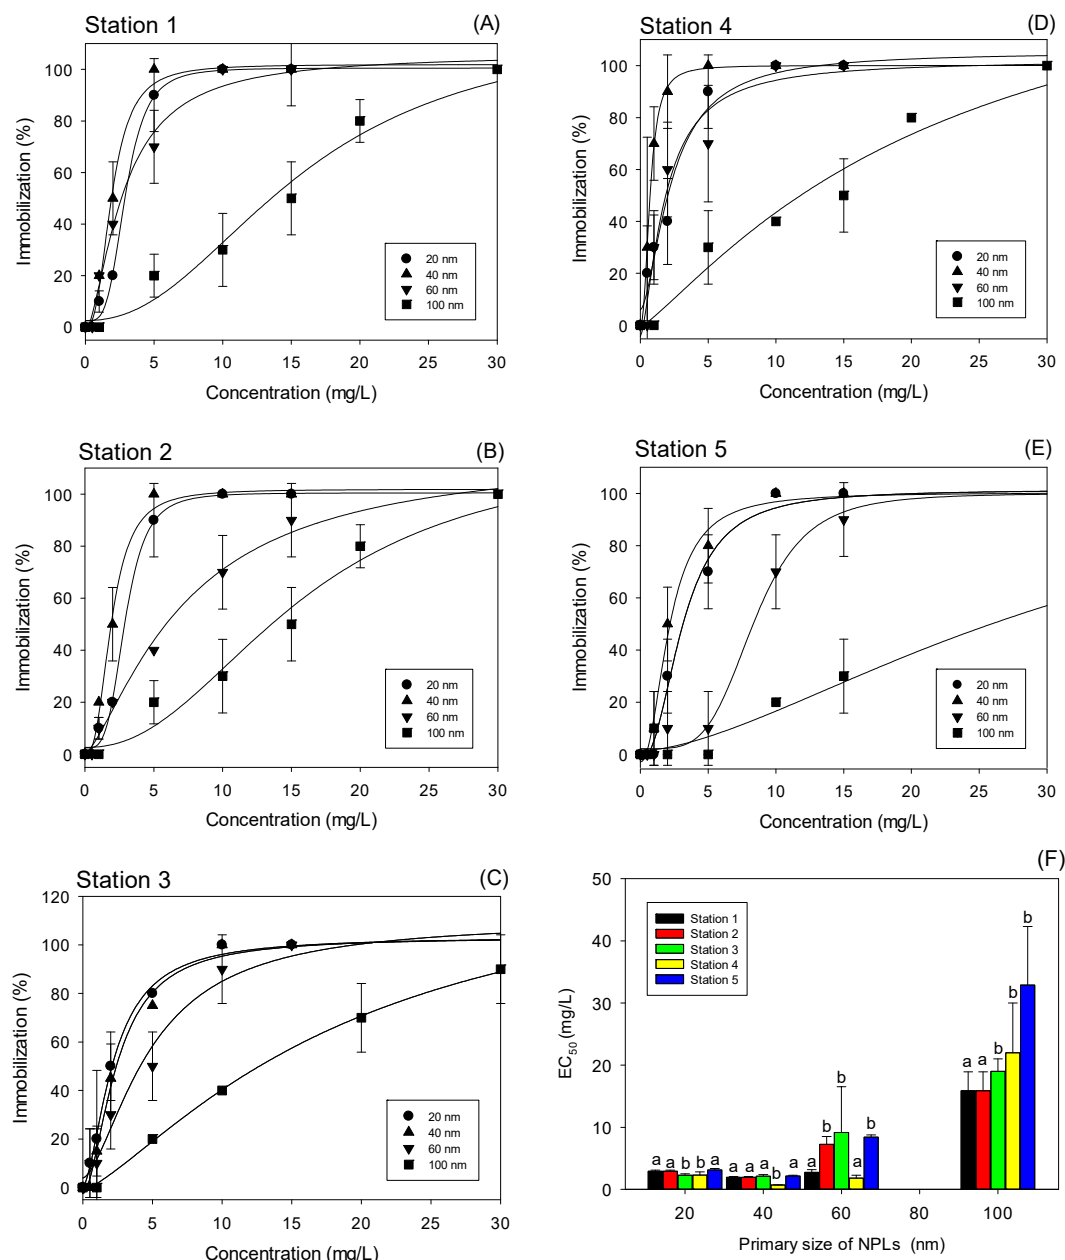 Station 1
(A)
100
80
60
40
20
0
Immobilization (%)
20 nm
40 nm
60 nm
100 nm
0 5 10 15 20 25 30
Concentration (mg/L)
Station 4
(D)
100
80
60
40
20
0
Immobilization (%)
20 nm
40 nm
60 nm
100 nm
0 5 10 15 20 25 30
Concentration (mg/L)
Station 2
(B)
100
80
60
40
20
0
Immobilization (%)
20 nm
40 nm
60 nm
100 nm
0 5 10 15 20 25 30
Concentration (mg/L)
Station 5
(E)
100
80
60
40
20
0
Immobilization (%)
20 nm
40 nm
60 nm
100 nm
0 5 10 15 20 25 30
Concentration (mg/L)
Station 3
(C)
120
100
80
60
40
20
0
Immobilization (%)
20 nm
40 nm
60 nm
100 nm
0 5 10 15 20 25 30
Concentration (mg/L)
(F)
50
40
30
20
10
0
EC50 (mg/L)
Station 1
Station 2
Station 3
Station 4
Station 5
a a b b a
a a a b a
a b b a b
a a b b b
20 40 60 80 100
Primary size of NPLs (nm)